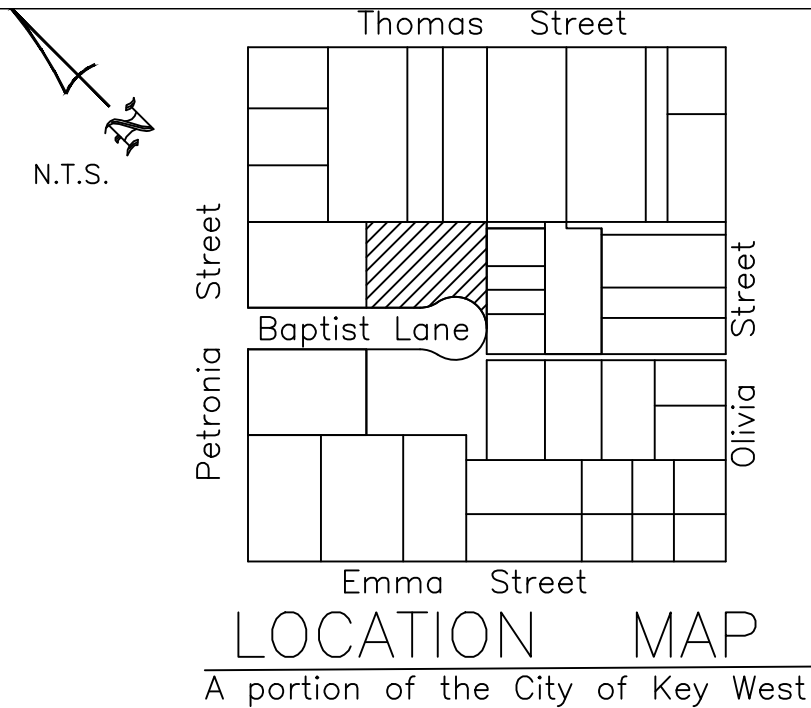 Thomas Street
N
N.T.S.
Street
Petronia
Baptist Lane
Street
Olivia
Emma Street
LOCATION MAP
A portion of the City of Key West